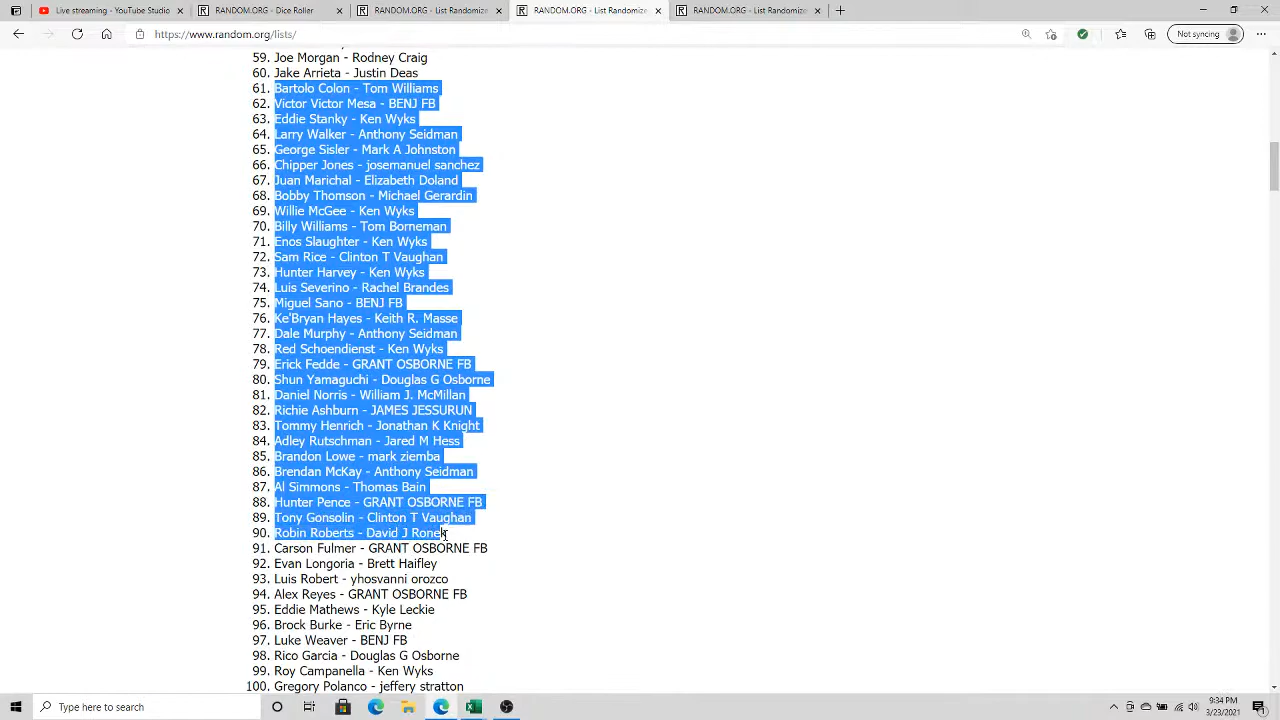 Live streaming - YouTube Studio
RANDOM.ORG - Dice Roller
RANDOM.ORG - List Randomize
RANDOM.ORG - List Randomize
RANDOM.ORG - List Randomize
https://www.random.org/lists/
Not syncing
59. Joe Morgan - Rodney Craig
60. Jake Arrieta - Justin Deas
61. Bartolo Colon - Tom Williams
62. Victor Victor Mesa - BENJ FB
63. Eddie Stanky - Ken Wyks
64. Larry Walker - Anthony Seidman
65. George Sisler - Mark A Johnston
66. Chipper Jones - josemanuel sanchez
67. Juan Marichal - Elizabeth Doland
68. Bobby Thomson - Michael Gerardin
69. Willie McGee - Ken Wyks
70. Billy Williams - Tom Borneman
71. Enos Slaughter - Ken Wyks
72. Sam Rice - Clinton T Vaughan
73. Hunter Harvey - Ken Wyks
74. Luis Severino - Rachel Brandes
75. Miguel Sano - BENJ FB
76. Ke'Bryan Hayes - Keith R. Masse
77. Dale Murphy - Anthony Seidman
78. Red Schoendienst - Ken Wyks
79. Erick Fedde - GRANT OSBORNE FB
80. Shun Yamaguchi - Douglas G Osborne
81. Daniel Norris - William J. McMillan
82. Richie Ashburn - JAMES JESSURUN
83. Tommy Henrich - Jonathan K Knight
84. Adley Rutschman - Jared M Hess
85. Brandon Lowe - mark ziemba
86. Brendan McKay - Anthony Seidman
87. Al Simmons - Thomas Bain
88. Hunter Pence - GRANT OSBORNE FB
89. Tony Gonsolin - Clinton T Vaughan
90. Robin Roberts - David J Ronek
91. Carson Fulmer - GRANT OSBORNE FB
92. Evan Longoria - Brett Haifley
93. Luis Robert - yhosvanni orozco
94. Alex Reyes - GRANT OSBORNE FB
95. Eddie Mathews - Kyle Leckie
96. Brock Burke - Eric Byrne
97. Luke Weaver - BENJ FB
98. Rico Garcia - Douglas G Osborne
99. Roy Campanella - Ken Wyks
100. Gregory Polanco - jeffery stratton
Type here to search
9:34 PM
3/23/2021